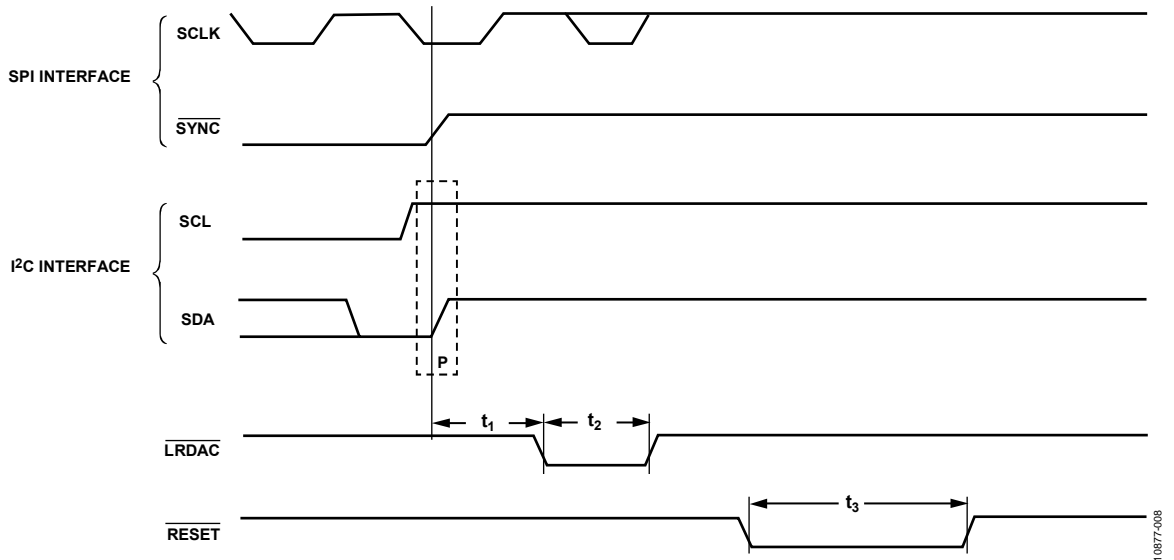 SCLK
SPI INTERFACE
SYNC
SCL
I²C INTERFACE
SDA
P
t₁
t₂
LRDAC
t₃
RESET
10877-008